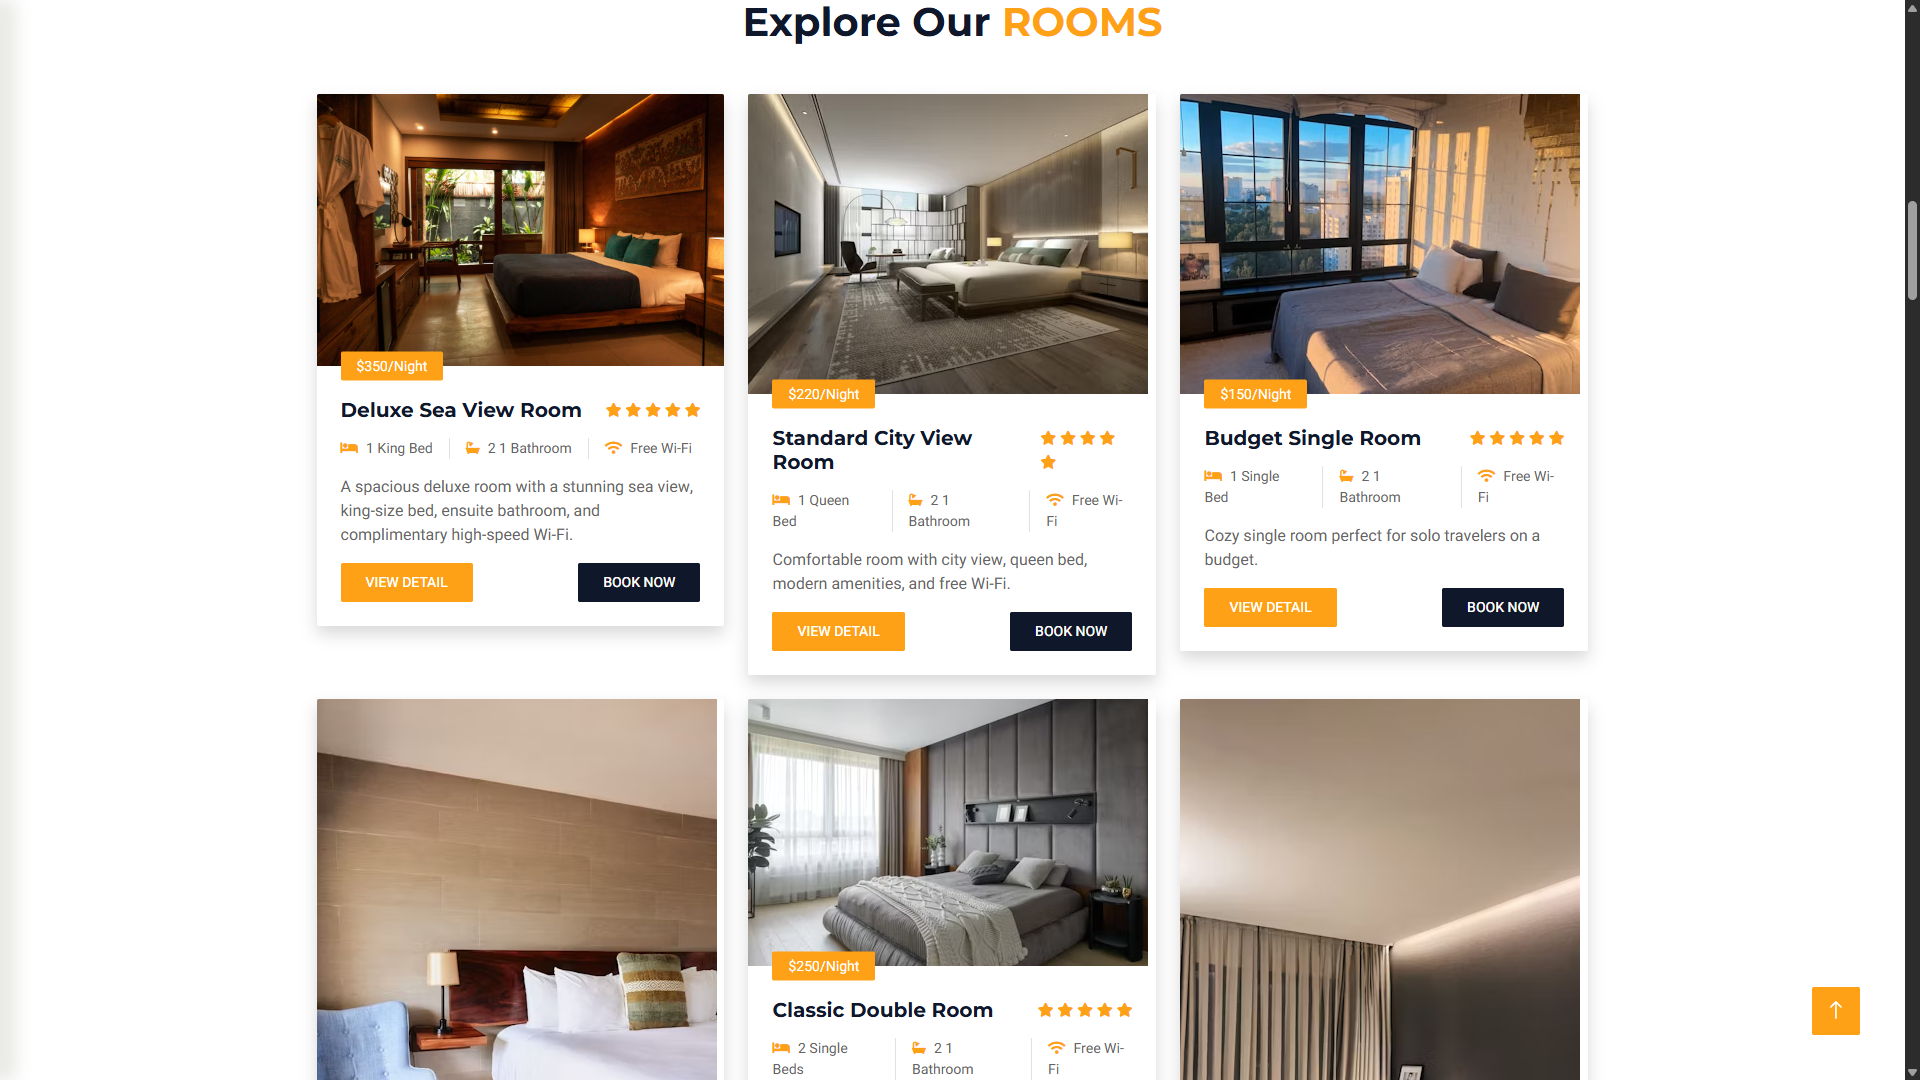 Explore Our ROOMS
$350/Night
Deluxe Sea View Room
1 King Bed
2 1 Bathroom
Free Wi-Fi
A spacious deluxe room with a stunning sea view,
king-size bed, ensuite bathroom, and
complimentary high-speed Wi-Fi.
VIEW DETAIL
BOOK NOW
$220/Night
Standard City View
Room
1 Queen
Bed
2 1
Bathroom
Free Wi-
Fi
Comfortable room with city view, queen bed,
modern amenities, and free Wi-Fi.
VIEW DETAIL
BOOK NOW
$150/Night
Budget Single Room
1 Single
Bed
2 1
Bathroom
Free Wi-
Fi
Cozy single room perfect for solo travelers on a
budget.
VIEW DETAIL
BOOK NOW
$250/Night
Classic Double Room
2 Single
Beds
2 1
Bathroom
Free Wi-
Fi